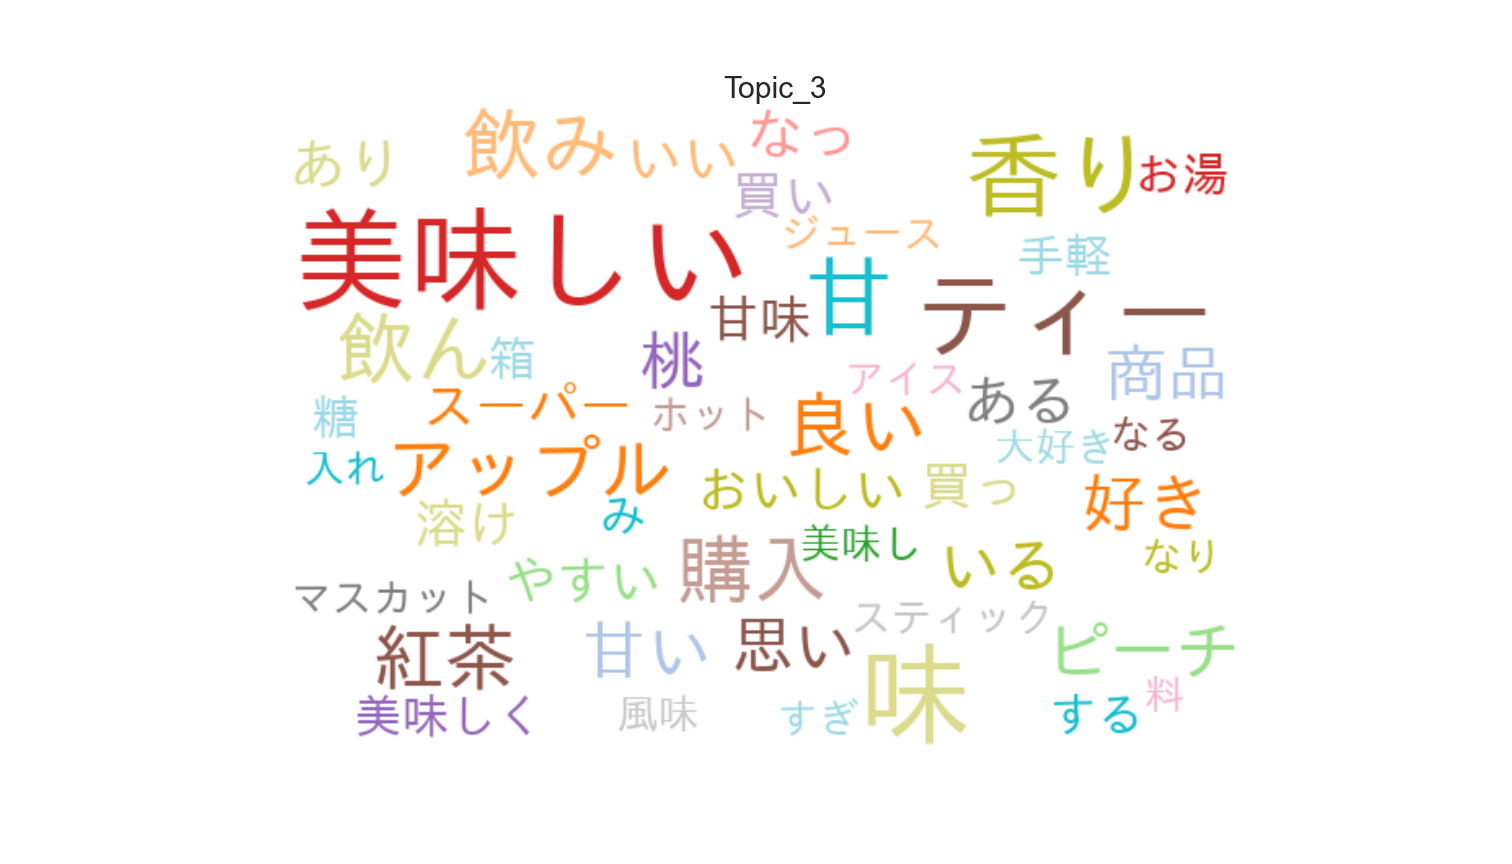 Topic_3
あり
飲み
いい
なっ
香り
お湯
買い
美味しい
ジュース
手軽
甘
甘味
ティー
飲ん
箱
桃
アイス
ある
商品
糖
スーパー
ホット
良い
大好き
なる
入れ
アップル
おいしい
買っ
好き
溶け
み
美味し
いる
なり
購入
やすい
マスカット
スティック
紅茶
甘い
思い
味
ピーチ
美味しく
風味
すぎ
する
料